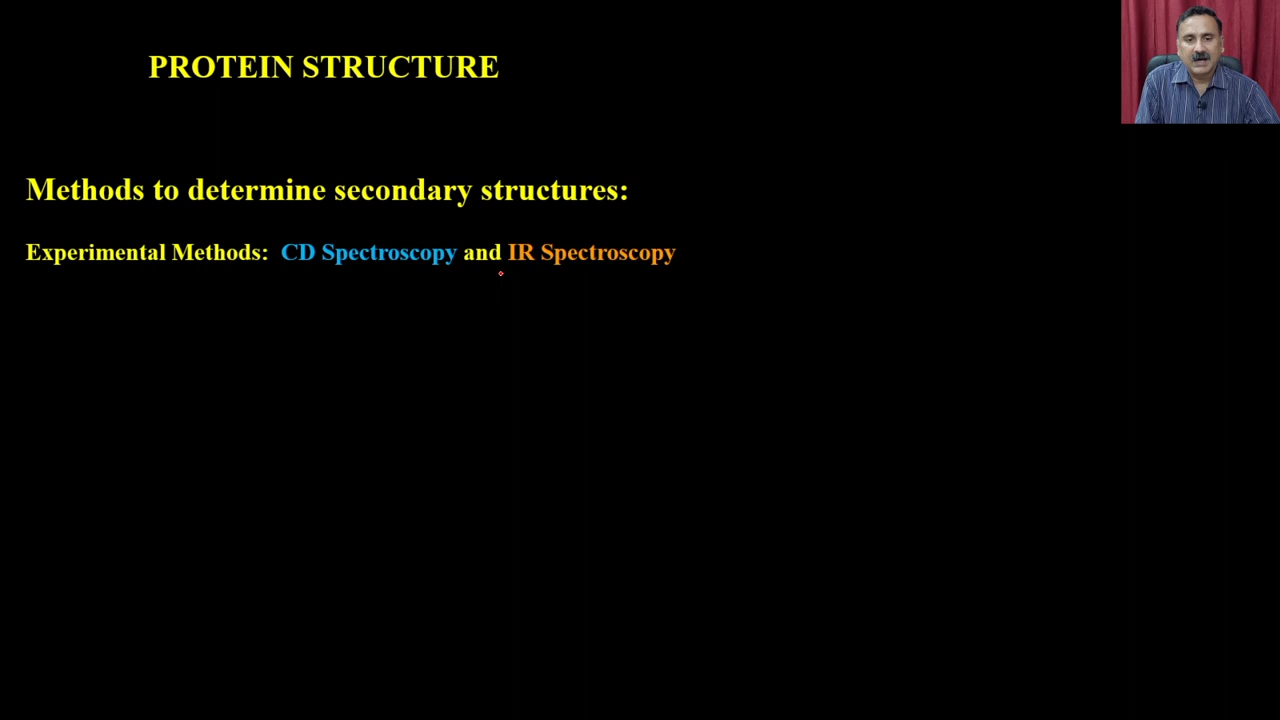 PROTEIN STRUCTURE
Methods to determine secondary structures:
Experimental Methods: CD Spectroscopy and IR Spectroscopy